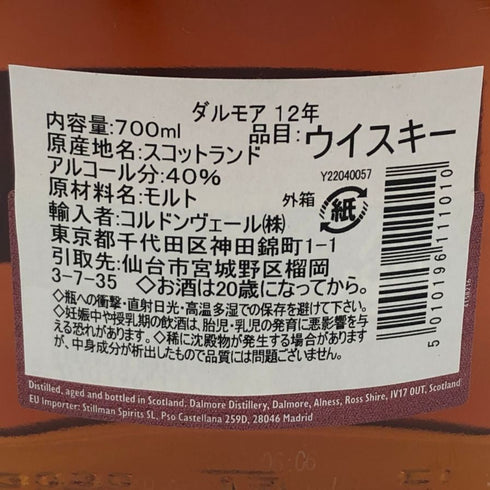 ダルモア 12年
内容量:700ml
品目:ウイスキー
原産地名:スコットランド
アルコール分:40%
原材料名:モルト
Y22040057
外箱
紙
輸入者:コルドンヴェール㈱
東京都千代田区神田錦町1-1
引取先:仙台市宮城野区榴岡
3-7-35 ◇お酒は20歳になってから。
◇瓶への衝撃・直射日光・高温多湿での保存を避けて下さい。
◇妊娠中や授乳期の飲酒は、胎児・乳児の発育に悪影響を与
える恐れがあります。◇稀に沈殿物が発生する場合があります
が、中身成分が析出したもので品質には問題ございません。
5 010196 111010
Distilled, aged and bottled in Scotland. Dalmore Distillery, Dalmore, Alness, Ross Shire, IV17 0UT, Scotland
EU Importer: Stillman Spirits SL, Pso Castellana 259D, 28046 Madrid